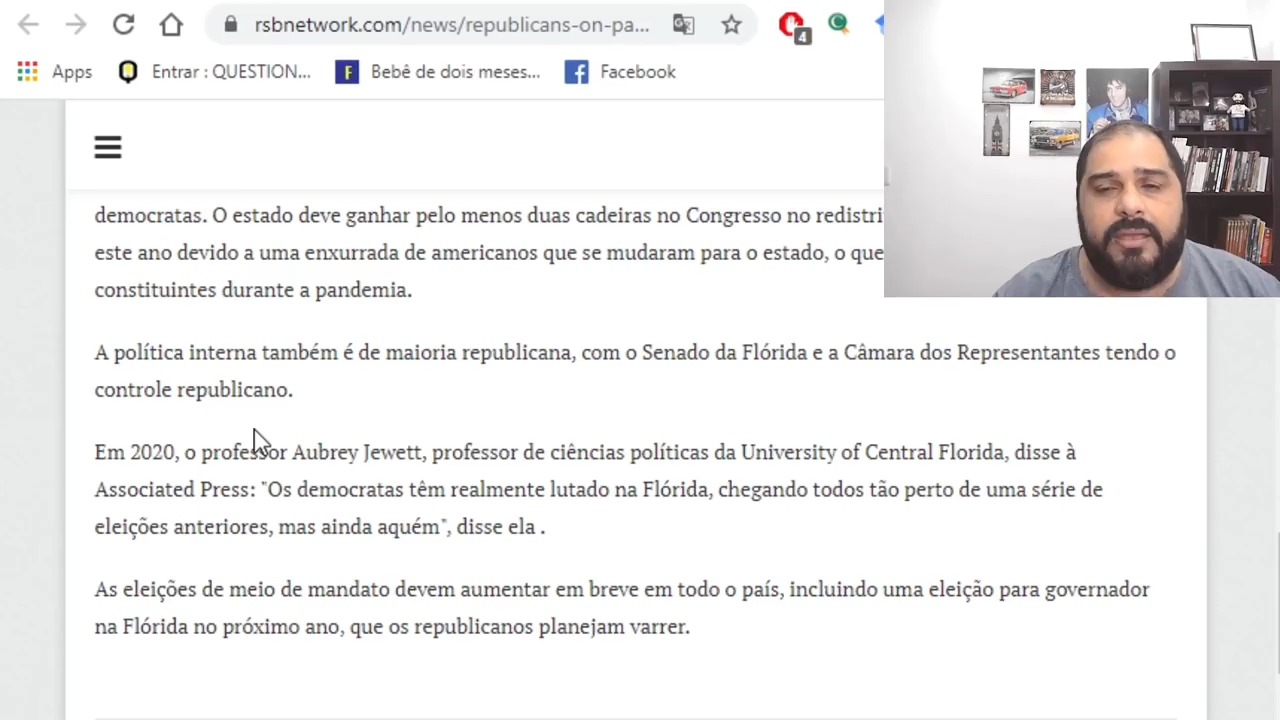 rsbnetwork.com/news/republicans-on-pa...
4
Apps Entrar : QUESTION... F Bebê de dois meses... Facebook
democratas. O estado deve ganhar pelo menos duas cadeiras no Congresso no redistri
este ano devido a uma enxurrada de americanos que se mudaram para o estado, o que
constituintes durante a pandemia.
A política interna também é de maioria republicana, com o Senado da Flórida e a Câmara dos Representantes tendo o
controle republicano.
Em 2020, o professor Aubrey Jewett, professor de ciências políticas da University of Central Florida, disse à
Associated Press: "Os democratas têm realmente lutado na Flórida, chegando todos tão perto de uma série de
eleições anteriores, mas ainda aquém", disse ela .
As eleições de meio de mandato devem aumentar em breve em todo o país, incluindo uma eleição para governador
na Flórida no próximo ano, que os republicanos planejam varrer.